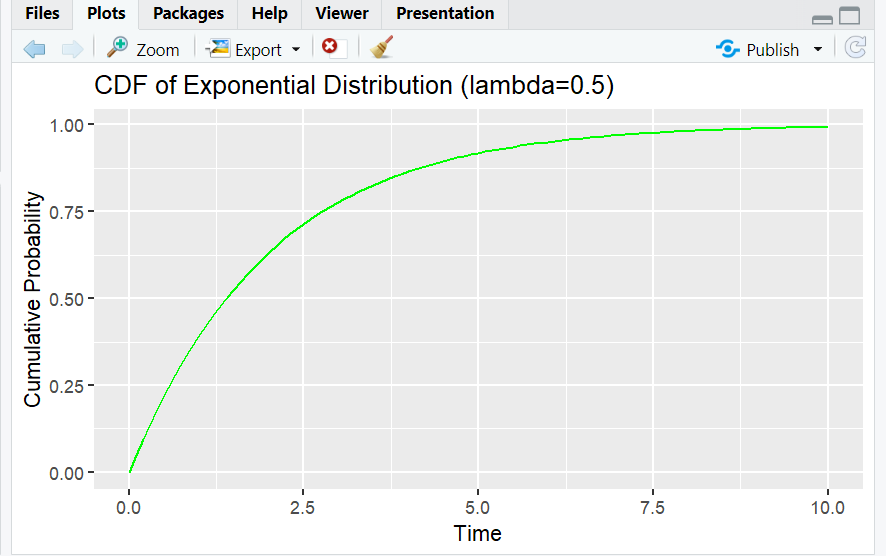 Files Plots Packages Help Viewer Presentation
Zoom Export Publish
CDF of Exponential Distribution (lambda=0.5)
1.00
0.75
0.50
0.25
0.00
Cumulative Probability
0.0 2.5 5.0 7.5 10.0
Time